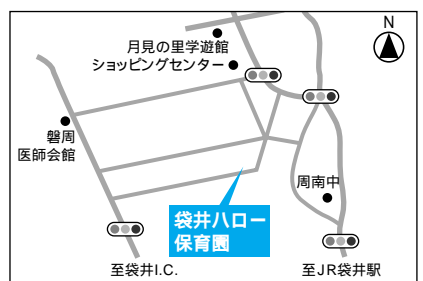 月見の里学遊館
ショッピングセンター
N
磐周
医師会館
周南中
袋井ハロー
保育園
至袋井I.C.
至JR袋井駅